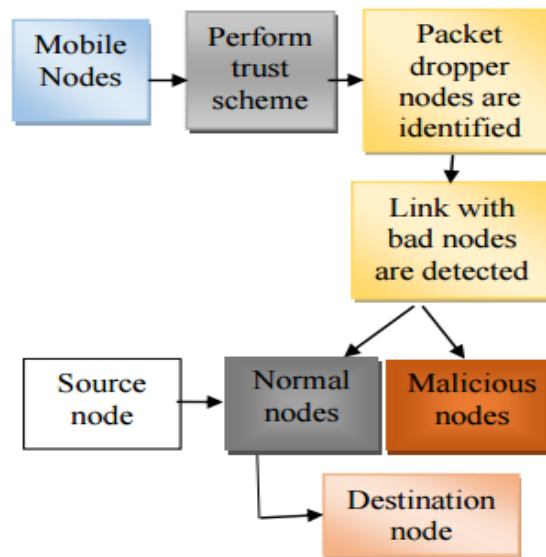 Mobile
Nodes
Perform
trust
scheme
Packet
dropper
nodes are
identified
Link with
bad nodes
are detected
Source
node
Normal
nodes
Malicious
nodes
Destination
node